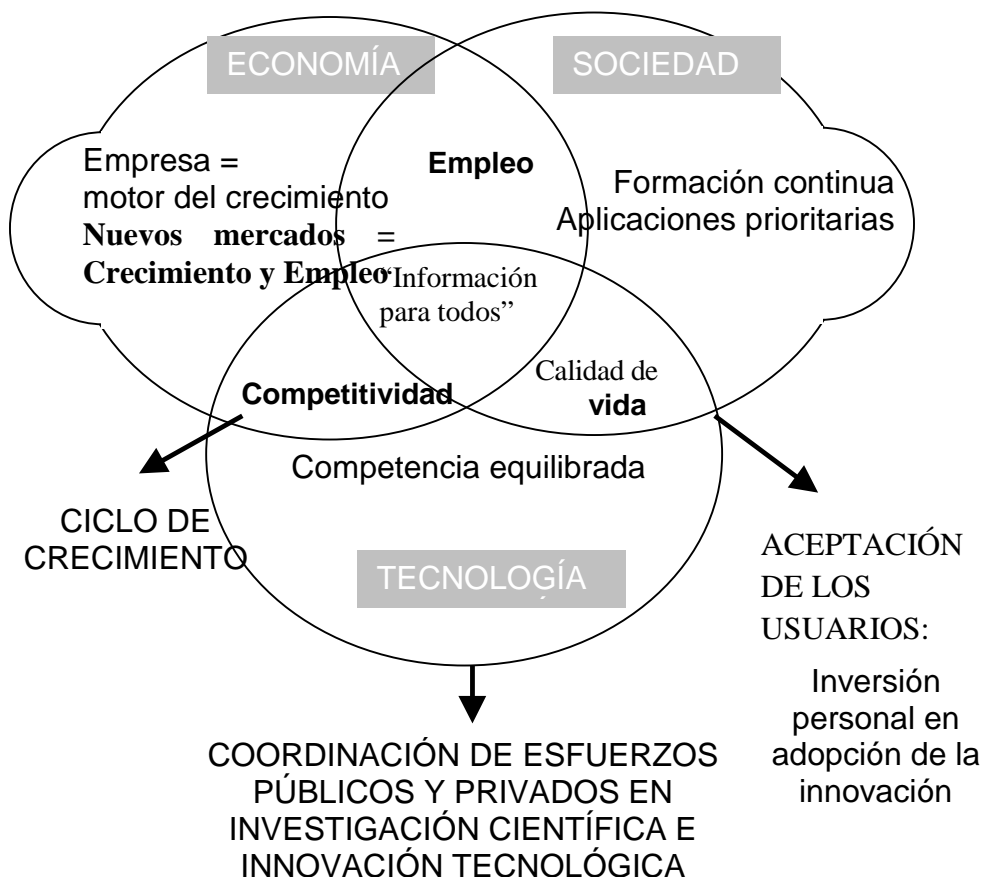 ECONOMÍA
SOCIEDAD
Empresa =
motor del crecimiento
Nuevos mercados =
Crecimiento y Empleo
Empleo
Formación continua
Aplicaciones prioritarias
“Información
para todos”
Competitividad
Calidad de
vida
Competencia equilibrada
TECNOLOGÍA
CICLO DE
CRECIMIENTO
ACEPTACIÓN
DE LOS
USUARIOS:
Inversión
personal en
adopción de la
innovación
COORDINACIÓN DE ESFUERZOS
PÚBLICOS Y PRIVADOS EN
INVESTIGACIÓN CIENTÍFICA E
INNOVACIÓN TECNOLÓGICA